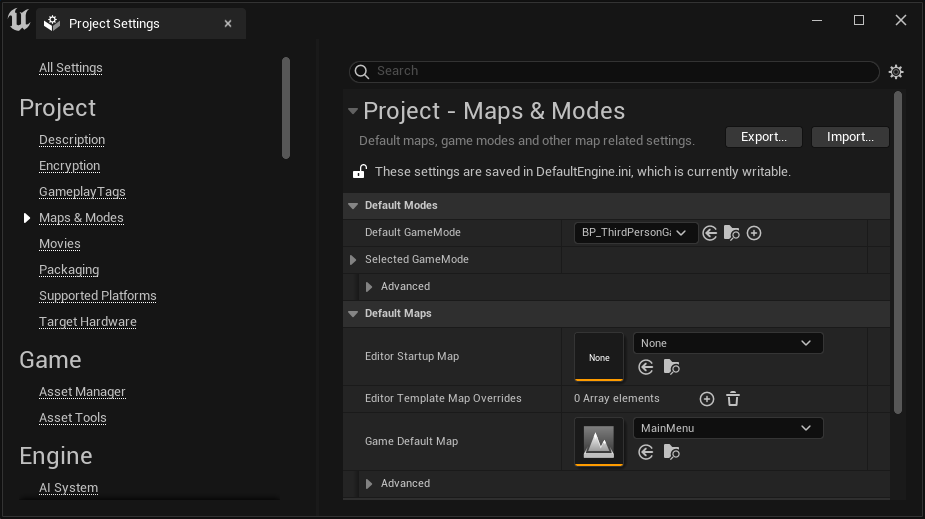 Project Settings
All Settings
Project
Description
Encryption
GameplayTags
Maps & Modes
Movies
Packaging
Supported Platforms
Target Hardware
Game
Asset Manager
Asset Tools
Engine
AI System
Search
Project - Maps & Modes
Default maps, game modes and other map related settings.
Export...
Import...
These settings are saved in DefaultEngine.ini, which is currently writable.
Default Modes
Default GameMode
BP_ThirdPersonGa
Selected GameMode
Advanced
Default Maps
Editor Startup Map
None
None
Editor Template Map Overrides
0 Array elements
Game Default Map
MainMenu
Advanced